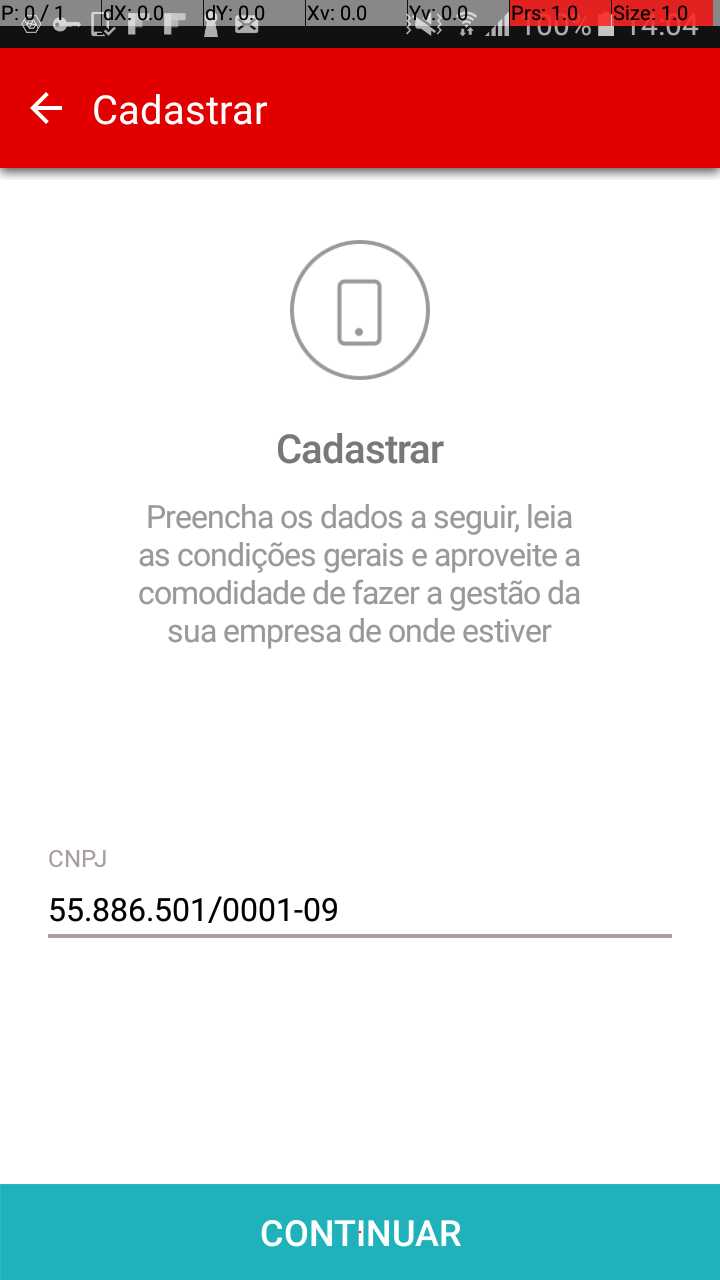 P: 0 / 1 dX: 0.0 dY: 0.0 Xv: 0.0 Yv: 0.0 Prs: 1.0 Size: 1.0
100% 14:04
Cadastrar
Cadastrar
Preencha os dados a seguir, leia
as condições gerais e aproveite a
comodidade de fazer a gestão da
sua empresa de onde estiver
CNPJ
55.886.501/0001-09
CONTINUAR